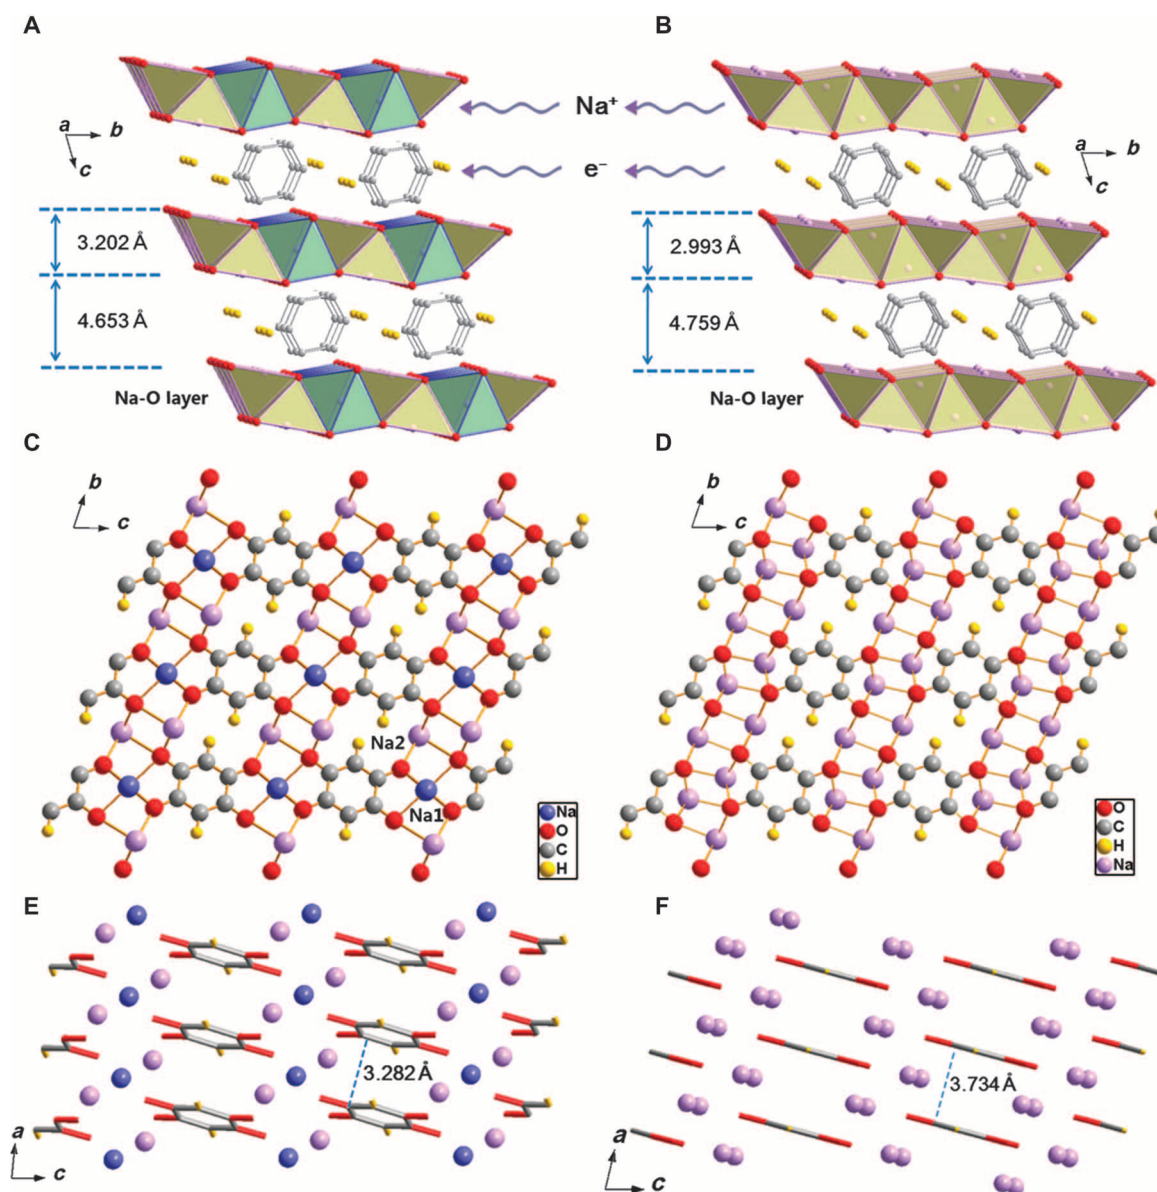 A
B
Na⁺
e⁻
a
b
c
a
b
c
3.202 Å
4.653 Å
Na-O layer
2.993 Å
4.759 Å
Na-O layer
C
D
b
c
b
c
Na2
Na1
Na
O
C
H
O
C
H
Na
E
F
3.282 Å
3.734 Å
a
c
a
c